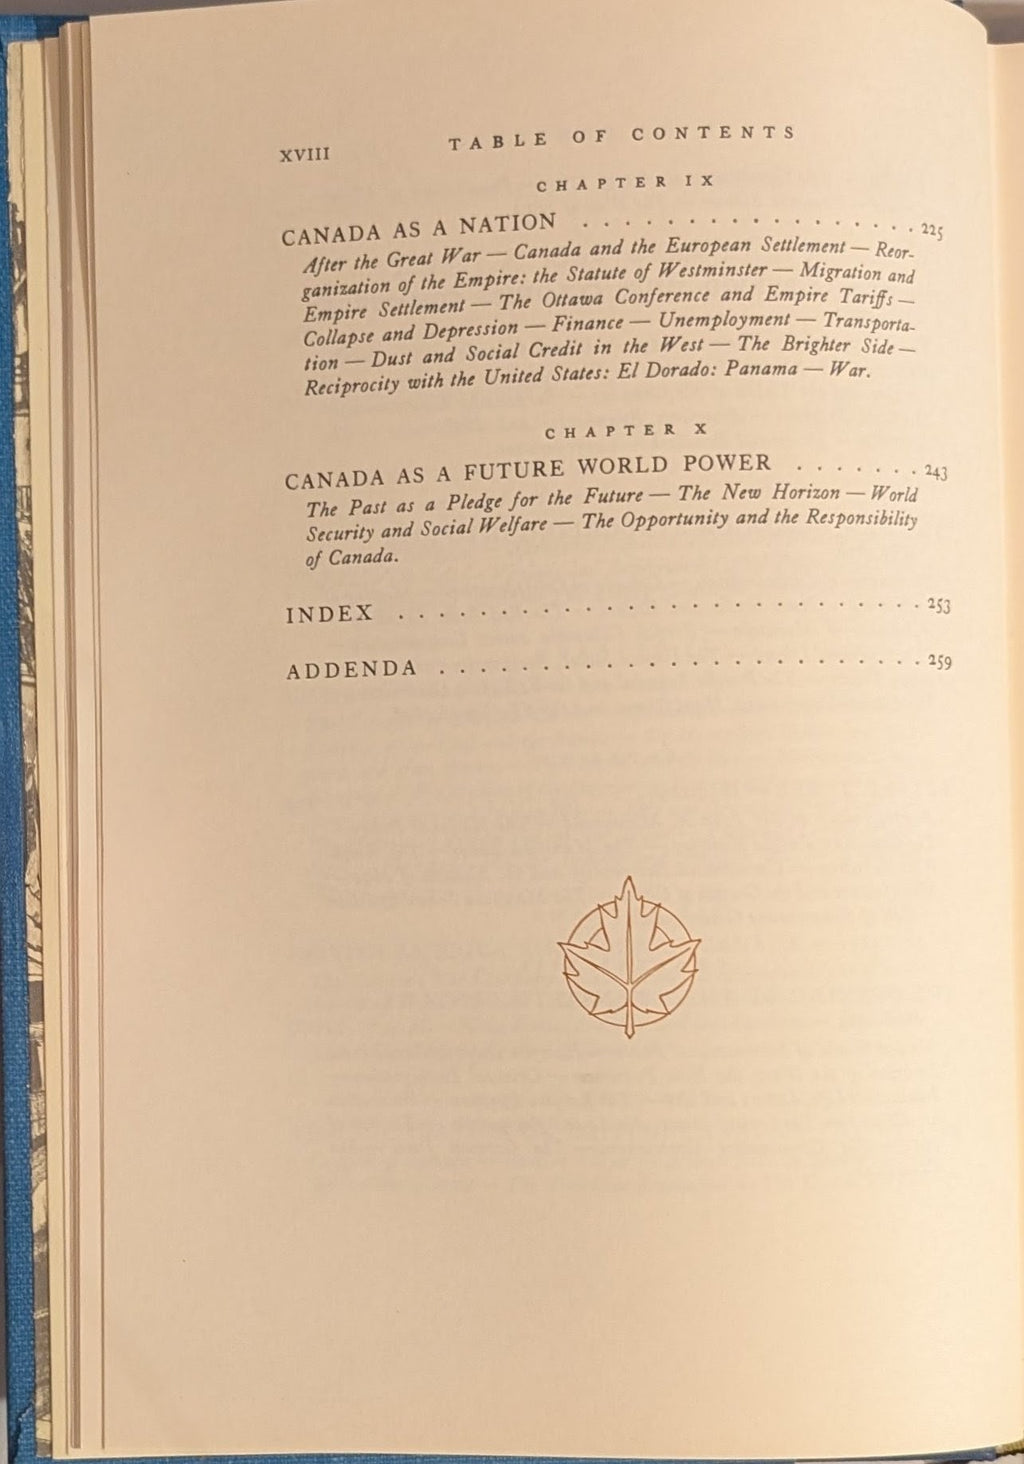 XVIII TABLE OF CONTENTS
CHAPTER IX
CANADA AS A NATION . . . . . . . . . . . . . . . . 225
After the Great War — Canada and the European Settlement — Reor-
ganization of the Empire: the Statute of Westminster — Migration and
Empire Settlement — The Ottawa Conference and Empire Tariffs —
Collapse and Depression — Finance — Unemployment — Transporta-
tion — Dust and Social Credit in the West — The Brighter Side —
Reciprocity with the United States: El Dorado: Panama — War.
CHAPTER X
CANADA AS A FUTURE WORLD POWER . . . . . . . 243
The Past as a Pledge for the Future — The New Horizon — World
Security and Social Welfare — The Opportunity and the Responsibility
of Canada.
INDEX . . . . . . . . . . . . . . . . . . . . . . . . . 253
ADDENDA . . . . . . . . . . . . . . . . . . . . . . . 259